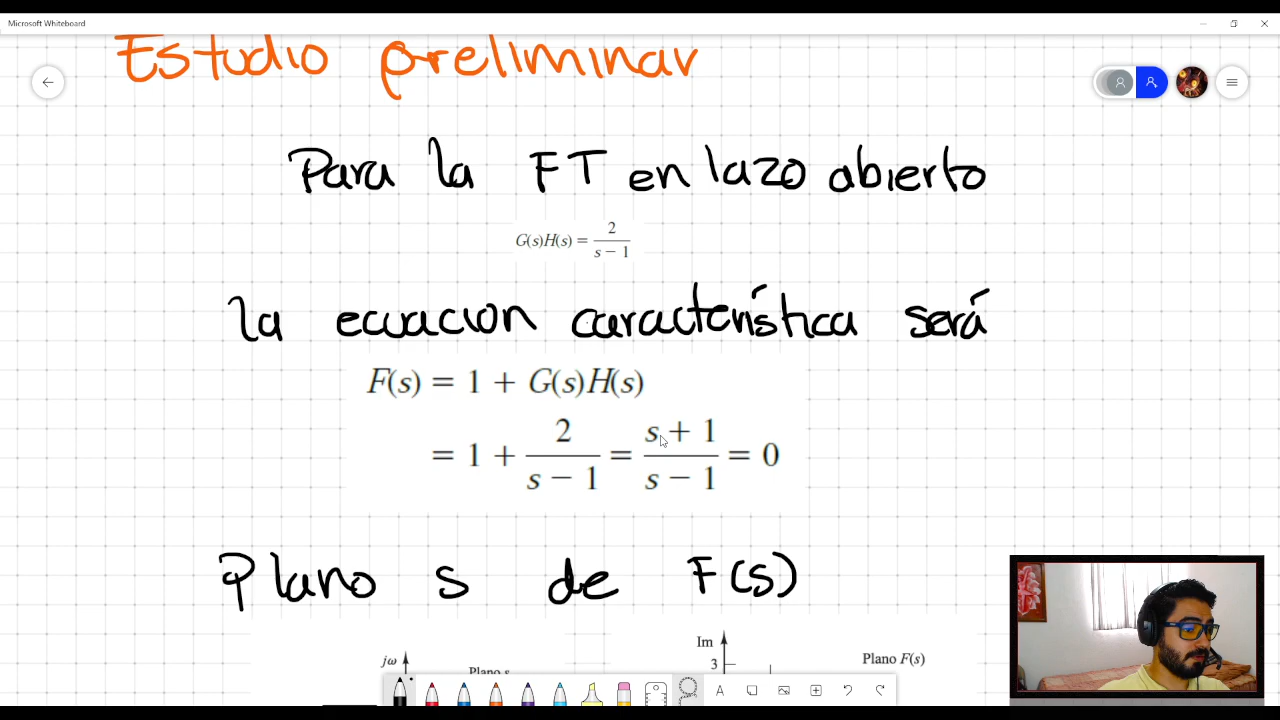 Microsoft Whiteboard
Estudio preliminar
Para la FT en lazo abierto
G(s)H(s) = 2 / s − 1
la ecuacion característica será
F(s) = 1 + G(s)H(s)
= 1 + 2 / s − 1 = s + 1 / s − 1 = 0
Plano s de F(s)
jω
Plano s
Im
3
Plano F(s)